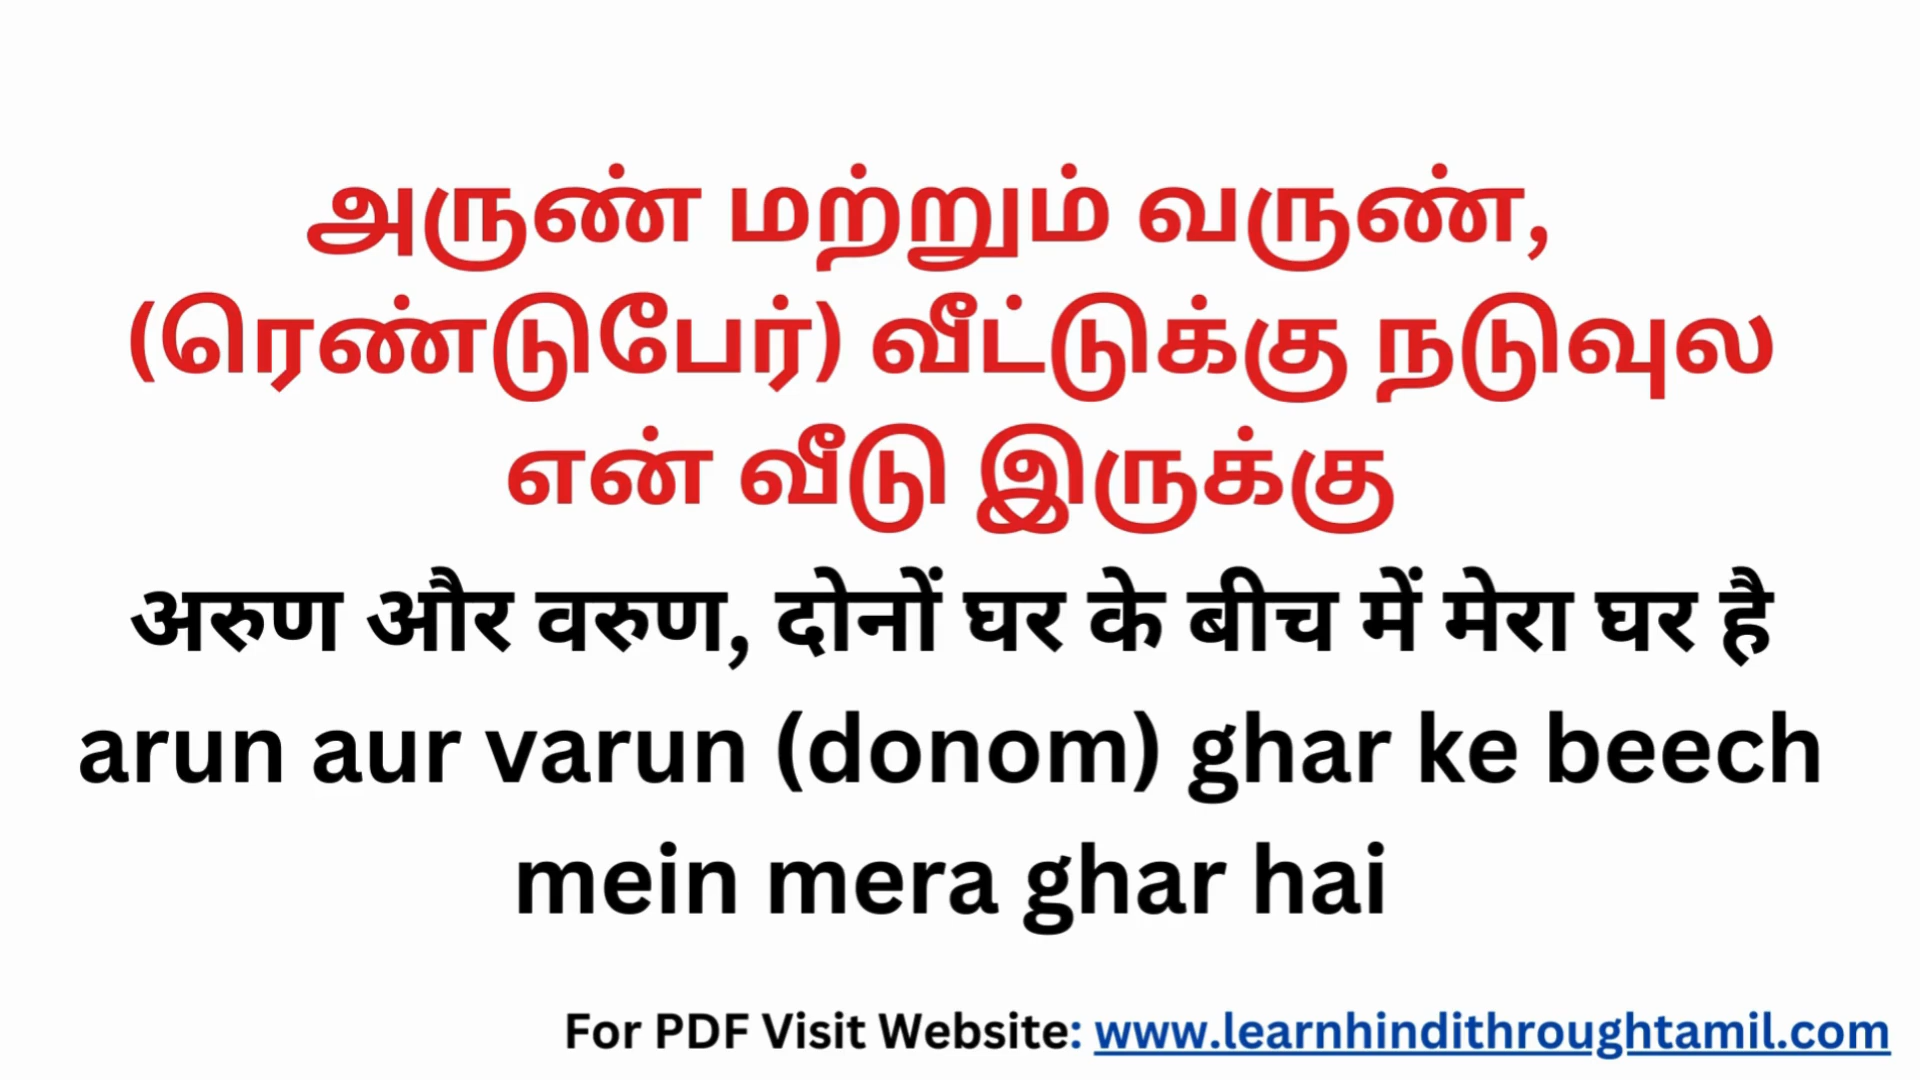 அருண் மற்றும் வருண்,
(ரெண்டுபேர்) வீட்டுக்கு நடுவுல
என் வீடு இருக்கு
अरुण और वरुण, दोनों घर के बीच में मेरा घर है
arun aur varun (donom) ghar ke beech
mein mera ghar hai
For PDF Visit Website: www.learnhindithroughtamil.com